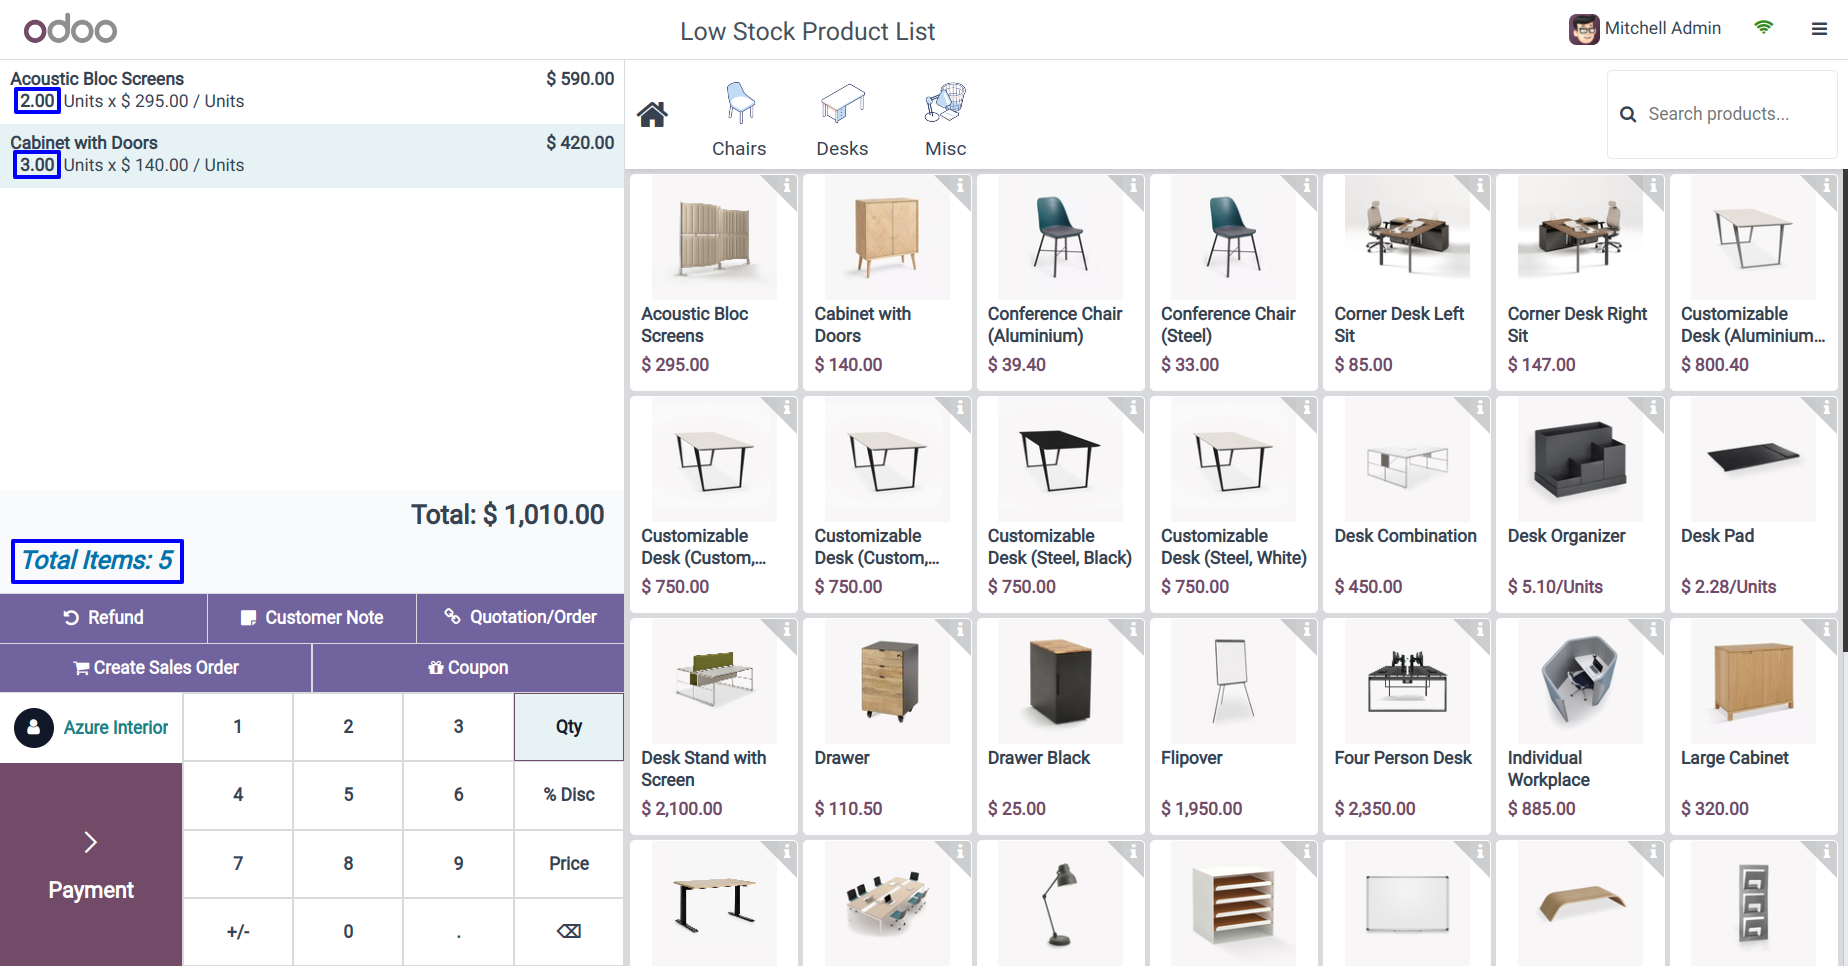 odoo
Low Stock Product List
Mitchell Admin
Acoustic Bloc Screens $ 590.00
2.00 Units x $ 295.00 / Units
Cabinet with Doors $ 420.00
3.00 Units x $ 140.00 / Units
Total: $ 1,010.00
Total Items: 5
Refund Customer Note Quotation/Order
Create Sales Order Coupon
Azure Interior
Payment
1 2 3 Qty
4 5 6 % Disc
7 8 9 Price
+/- 0 .
Chairs Desks Misc
Search products...
Acoustic Bloc
Screens
$ 295.00
Cabinet with
Doors
$ 140.00
Conference Chair
(Aluminium)
$ 39.40
Conference Chair
(Steel)
$ 33.00
Corner Desk Left
Sit
$ 85.00
Corner Desk Right
Sit
$ 147.00
Customizable
Desk (Aluminium...
$ 800.40
Customizable
Desk (Custom,...
$ 750.00
Customizable
Desk (Custom,...
$ 750.00
Customizable
Desk (Steel, Black)
$ 750.00
Customizable
Desk (Steel, White)
$ 750.00
Desk Combination
$ 450.00
Desk Organizer
$ 5.10/Units
Desk Pad
$ 2.28/Units
Desk Stand with
Screen
$ 2,100.00
Drawer
$ 110.50
Drawer Black
$ 25.00
Flipover
$ 1,950.00
Four Person Desk
$ 2,350.00
Individual
Workplace
$ 885.00
Large Cabinet
$ 320.00